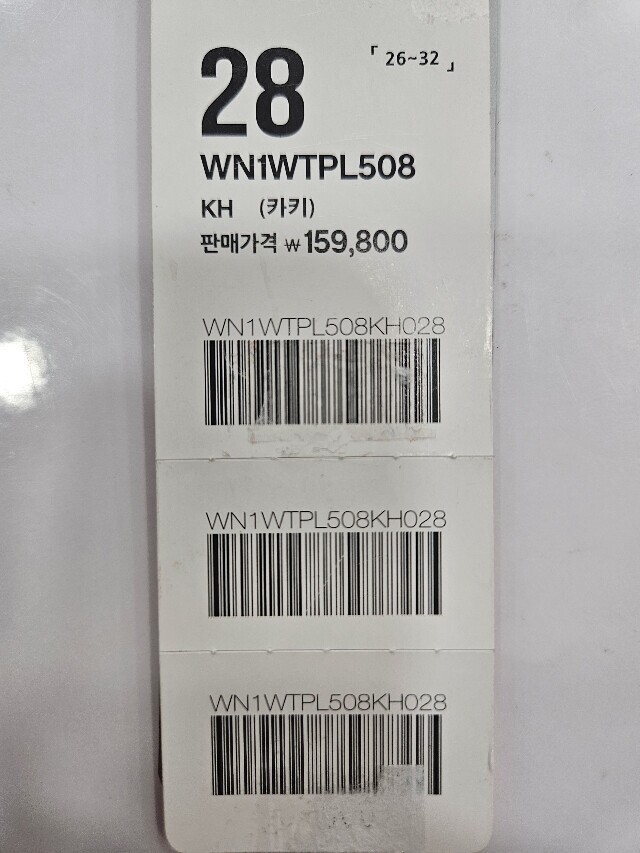 28
「 26~32 」
WN1WTPL508
KH (카키)
판매가격 ₩159,800
WN1WTPL508KH028
WN1WTPL508KH028
WN1WTPL508KH028